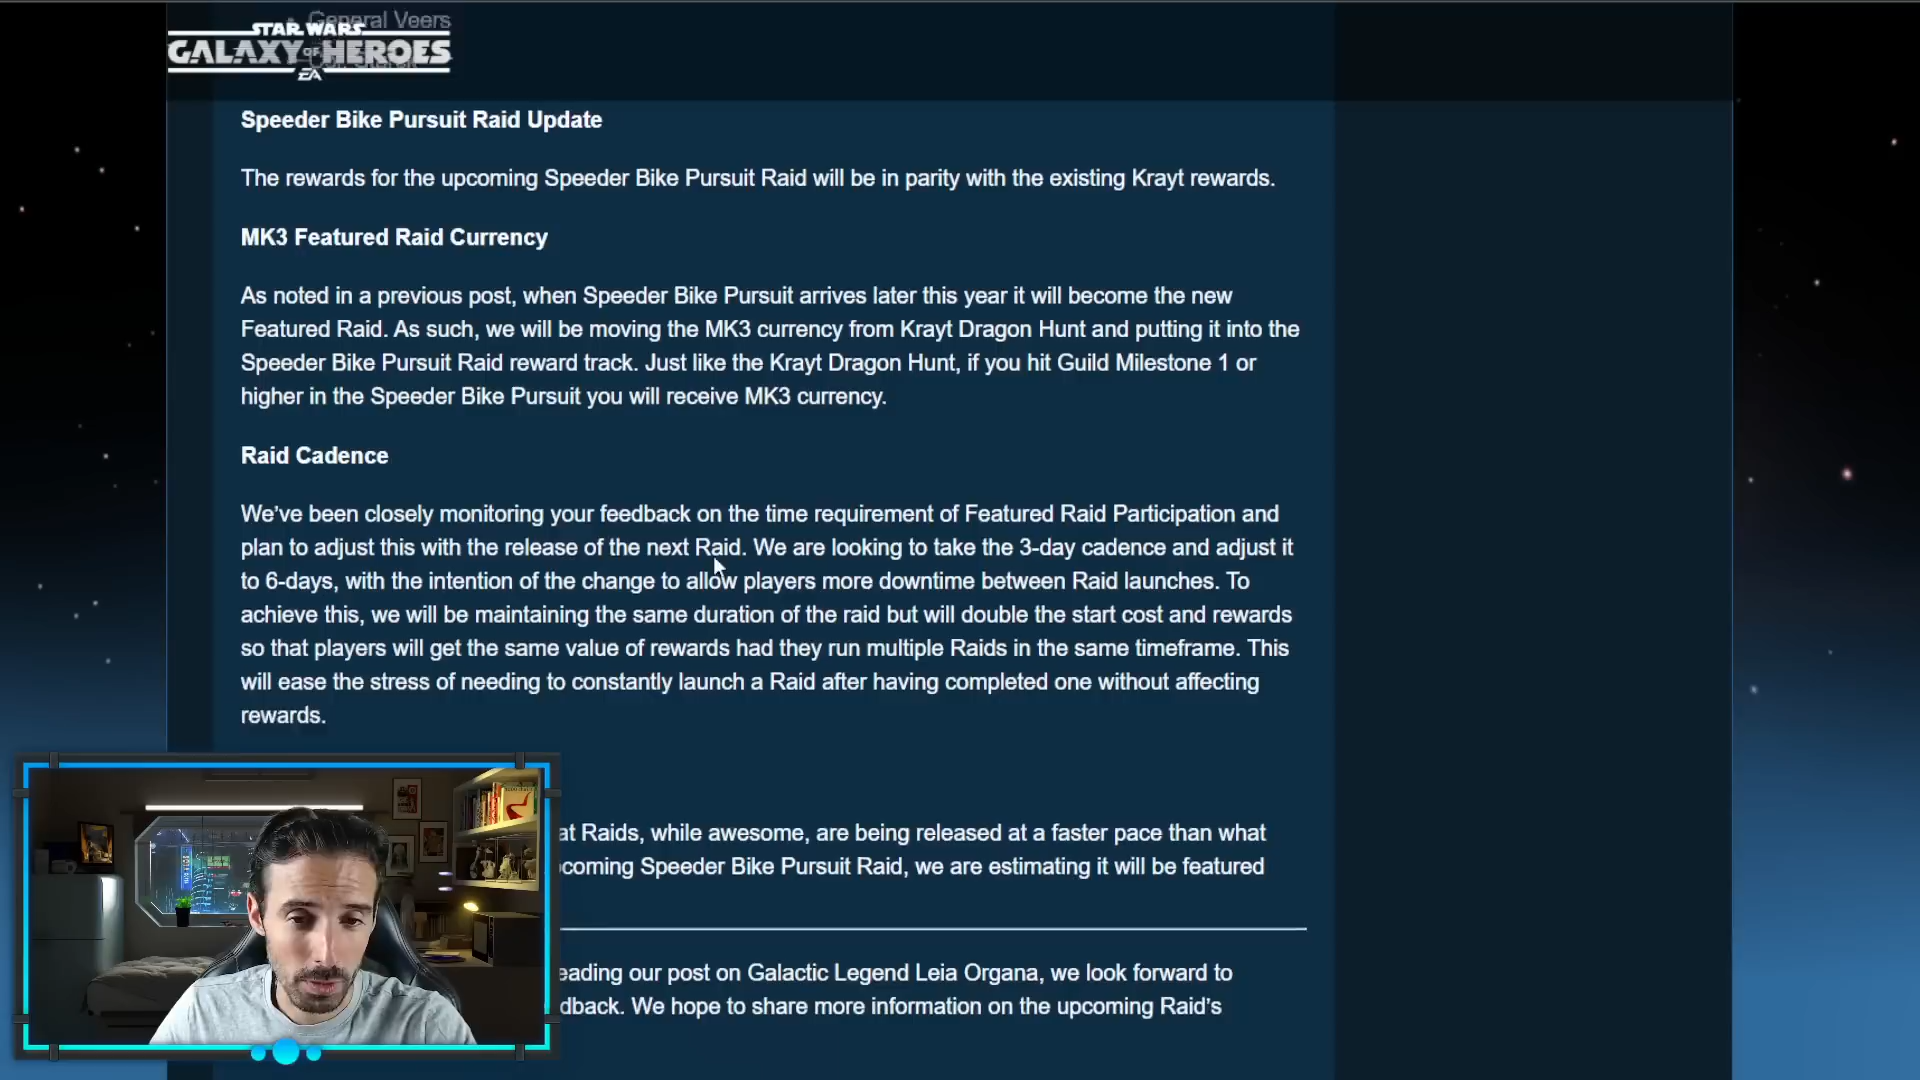 General Veers
STAR WARS
GALAXY OF HEROES
EA
Speeder Bike Pursuit Raid Update
The rewards for the upcoming Speeder Bike Pursuit Raid will be in parity with the existing Krayt rewards.
MK3 Featured Raid Currency
As noted in a previous post, when Speeder Bike Pursuit arrives later this year it will become the new
Featured Raid. As such, we will be moving the MK3 currency from Krayt Dragon Hunt and putting it into the
Speeder Bike Pursuit Raid reward track. Just like the Krayt Dragon Hunt, if you hit Guild Milestone 1 or
higher in the Speeder Bike Pursuit you will receive MK3 currency.
Raid Cadence
We've been closely monitoring your feedback on the time requirement of Featured Raid Participation and
plan to adjust this with the release of the next Raid. We are looking to take the 3-day cadence and adjust it
to 6-days, with the intention of the change to allow players more downtime between Raid launches. To
achieve this, we will be maintaining the same duration of the raid but will double the start cost and rewards
so that players will get the same value of rewards had they run multiple Raids in the same timeframe. This
will ease the stress of needing to constantly launch a Raid after having completed one without affecting
rewards.
at Raids, while awesome, are being released at a faster pace than what
coming Speeder Bike Pursuit Raid, we are estimating it will be featured
eading our post on Galactic Legend Leia Organa, we look forward to
dback. We hope to share more information on the upcoming Raid's